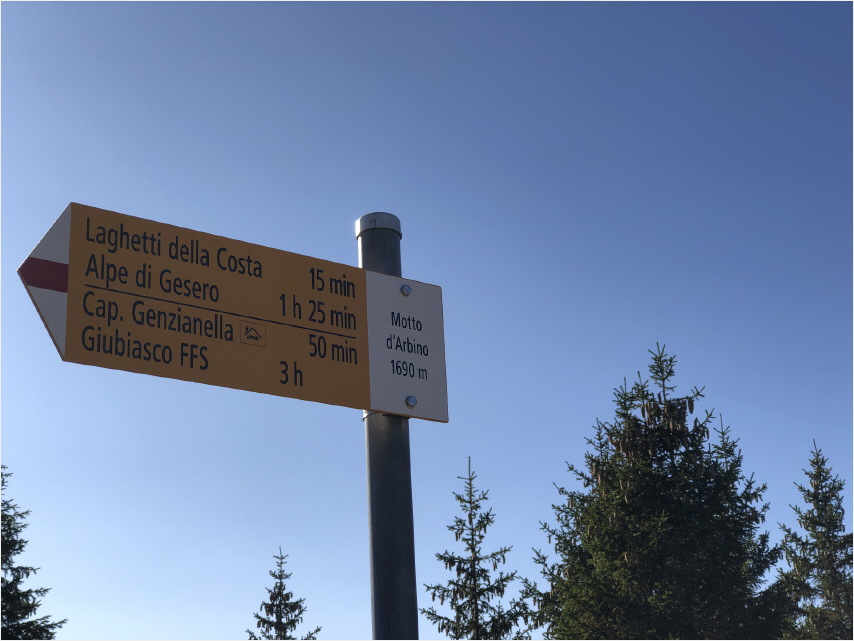 Laghetti della Costa 15 min
Alpe di Gesero 1 h 25 min
Cap. Genzianella 50 min
Giubiasco FFS 3 h
Motto
d'Arbino
1690 m